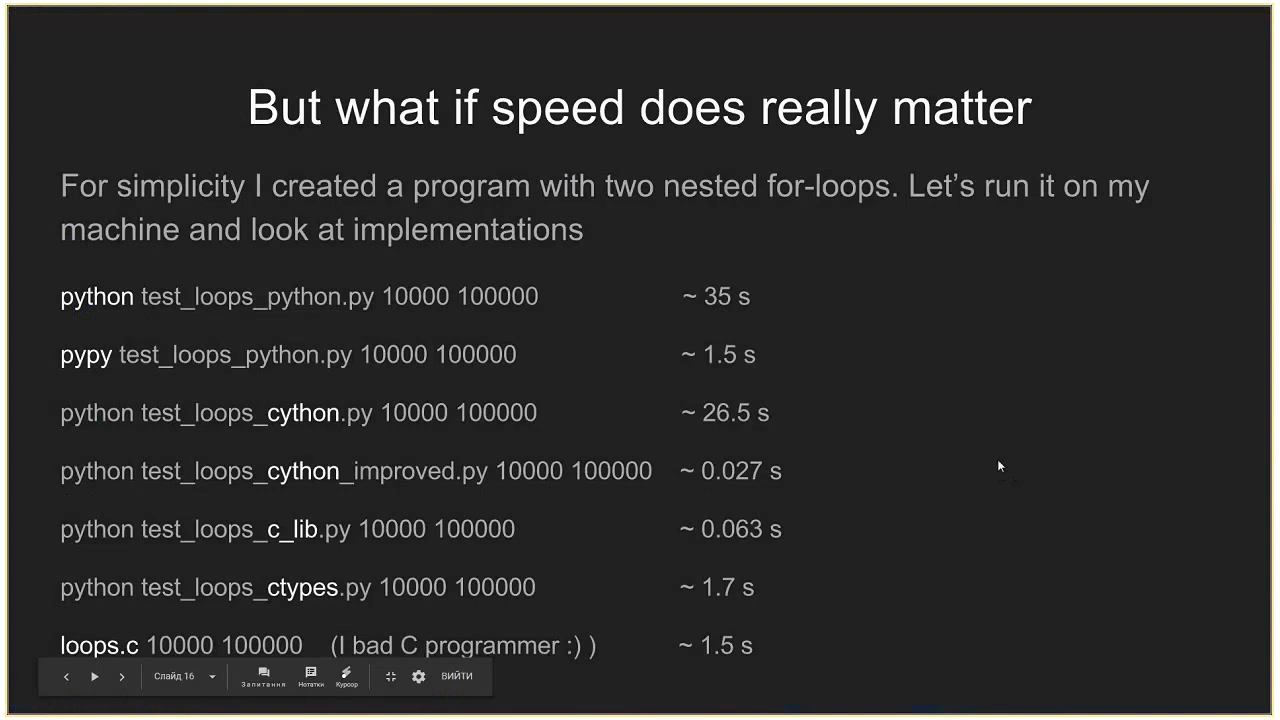 But what if speed does really matter
For simplicity I created a program with two nested for-loops. Let's run it on my
machine and look at implementations
python test_loops_python.py 10000 100000 ~ 35 s
pypy test_loops_python.py 10000 100000 ~ 1.5 s
python test_loops_cython.py 10000 100000 ~ 26.5 s
python test_loops_cython_improved.py 10000 100000 ~ 0.027 s
python test_loops_c_lib.py 10000 100000 ~ 0.063 s
python test_loops_ctypes.py 10000 100000 ~ 1.7 s
loops.c 10000 100000 (I bad C programmer :) ) ~ 1.5 s
Слайд 16 Запитання Нотатки Курсор ВИЙТИ